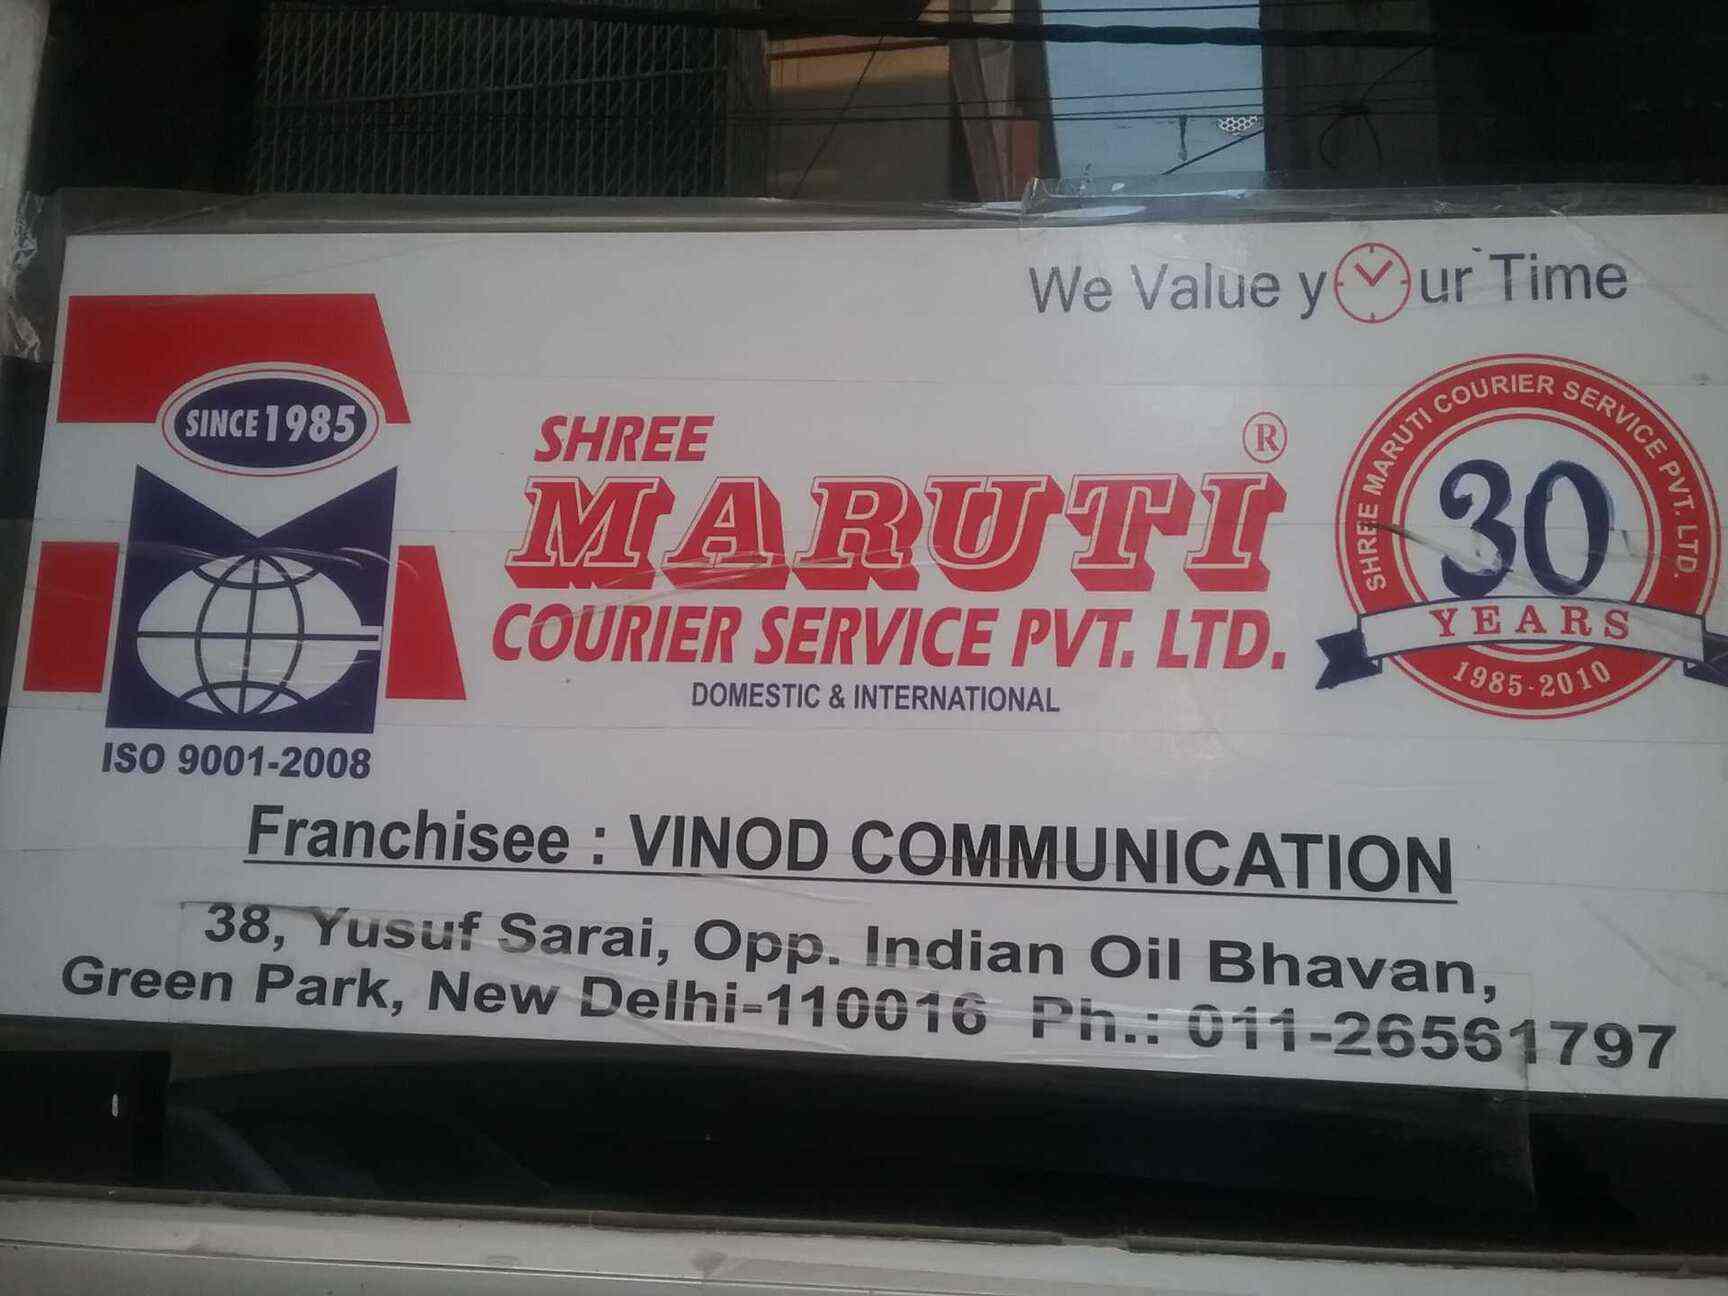 We Value your Time
SINCE 1985
ISO 9001-2008
SHREE
MARUTI ®
COURIER SERVICE PVT. LTD.
DOMESTIC & INTERNATIONAL
SHREE MARUTI COURIER SERVICE PVT. LTD.
30
YEARS
1985-2010
Franchisee : VINOD COMMUNICATION
38, Yusuf Sarai, Opp. Indian Oil Bhavan,
Green Park, New Delhi-110016 Ph.: 011-26561797